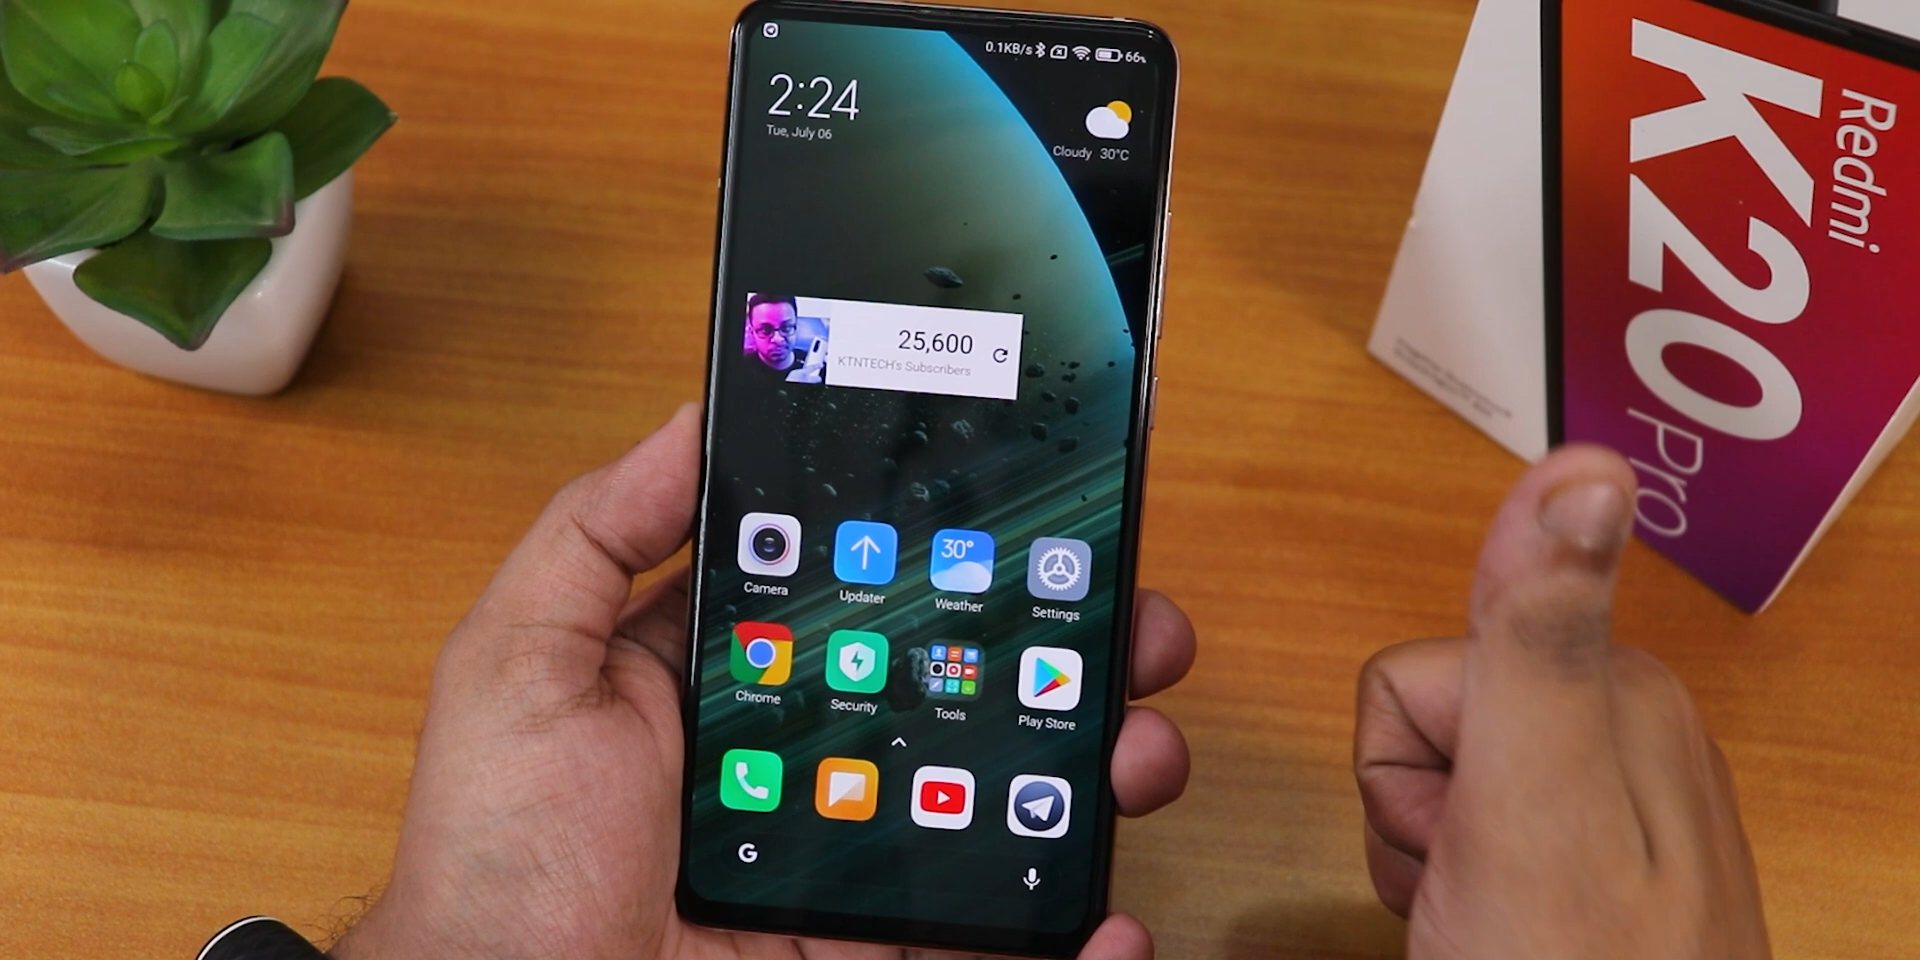 0.1KB/s 66%
2:24
Tue, July 06
Cloudy 30°C
25,600
KTNTECH's Subscribers
30°
Camera
Updater
Weather
Settings
Chrome
Security
Tools
Play Store
G
Redmi
K20
Pro